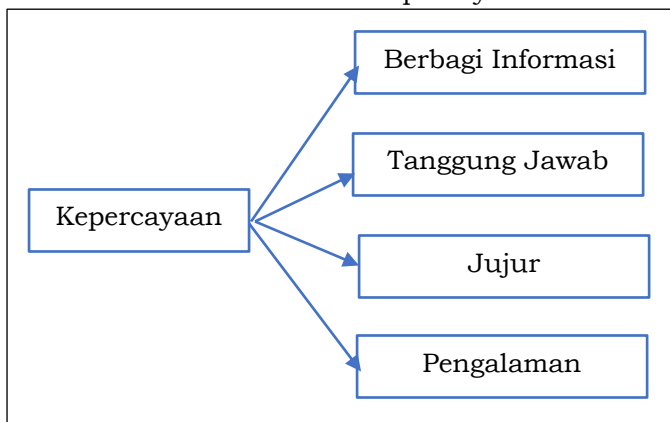 Berbagi Informasi
Tanggung Jawab
Kepercayaan
Jujur
Pengalaman